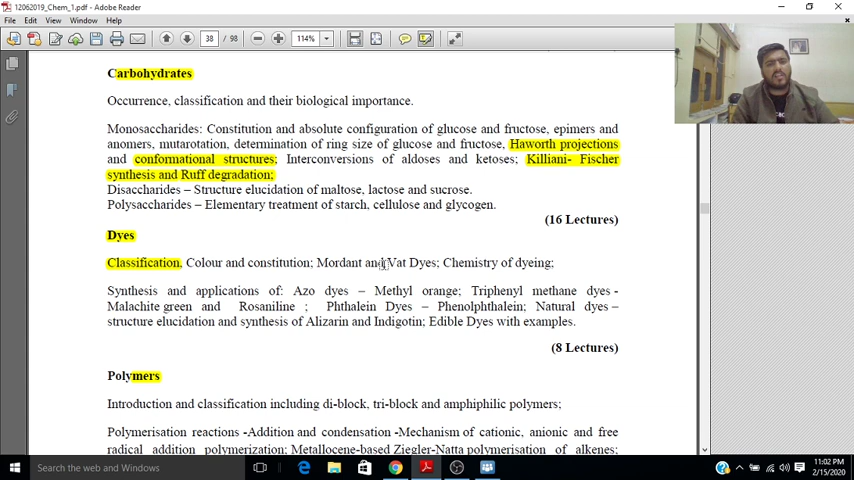 12062019_Chem_1.pdf - Adobe Reader
File Edit View Window Help
38 / 98 114%
Carbohydrates
Occurrence, classification and their biological importance.
Monosaccharides: Constitution and absolute configuration of glucose and fructose, epimers and
anomers, mutarotation, determination of ring size of glucose and fructose, Haworth projections
and conformational structures; Interconversions of aldoses and ketoses; Killiani- Fischer
synthesis and Ruff degradation;
Disaccharides – Structure elucidation of maltose, lactose and sucrose.
Polysaccharides – Elementary treatment of starch, cellulose and glycogen.
(16 Lectures)
Dyes
Classification, Colour and constitution; Mordant and Vat Dyes; Chemistry of dyeing;
Synthesis and applications of: Azo dyes – Methyl orange; Triphenyl methane dyes -
Malachite green and Rosaniline ; Phthalein Dyes – Phenolphthalein; Natural dyes –
structure elucidation and synthesis of Alizarin and Indigotin; Edible Dyes with examples.
(8 Lectures)
Polymers
Introduction and classification including di-block, tri-block and amphiphilic polymers;
Polymerisation reactions -Addition and condensation -Mechanism of cationic, anionic and free
radical addition polymerization; Metallocene-based Ziegler-Natta polymerisation of alkenes;
Search the web and Windows
11:02 PM
2/15/2020